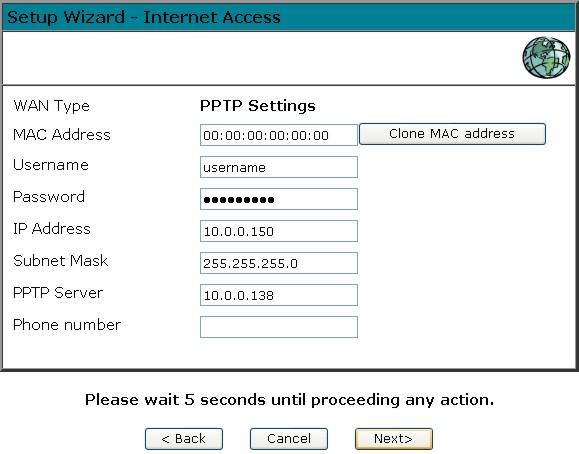 Setup Wizard - Internet Access
WAN Type PPTP Settings
MAC Address 00:00:00:00:00:00 Clone MAC address
Username username
Password ●●●●●●●●●
IP Address 10.0.0.150
Subnet Mask 255.255.255.0
PPTP Server 10.0.0.138
Phone number
Please wait 5 seconds until proceeding any action.
< Back Cancel Next>